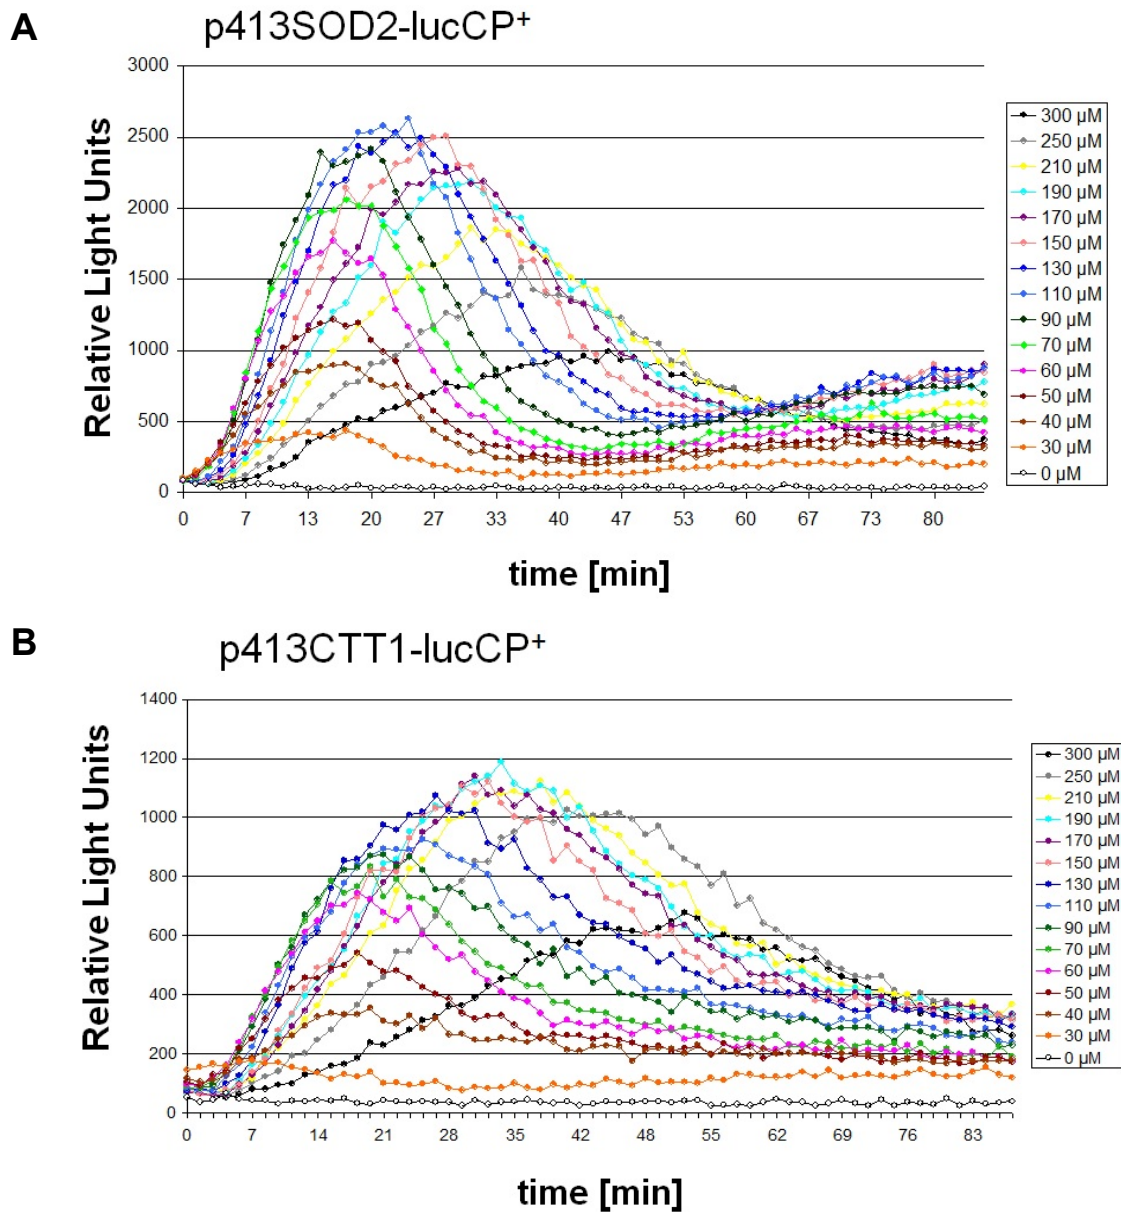 A
p413SOD2-lucCP+
Relative Light Units
3000
2500
2000
1500
1000
500
0
0 7 13 20 27 33 40 47 53 60 67 73 80
time [min]
300 µM
250 µM
210 µM
190 µM
170 µM
150 µM
130 µM
110 µM
90 µM
70 µM
60 µM
50 µM
40 µM
30 µM
0 µM
B
p413CTT1-lucCP+
Relative Light Units
1400
1200
1000
800
600
400
200
0
0 7 14 21 28 35 42 48 55 62 69 76 83
time [min]
300 µM
250 µM
210 µM
190 µM
170 µM
150 µM
130 µM
110 µM
90 µM
70 µM
60 µM
50 µM
40 µM
30 µM
0 µM